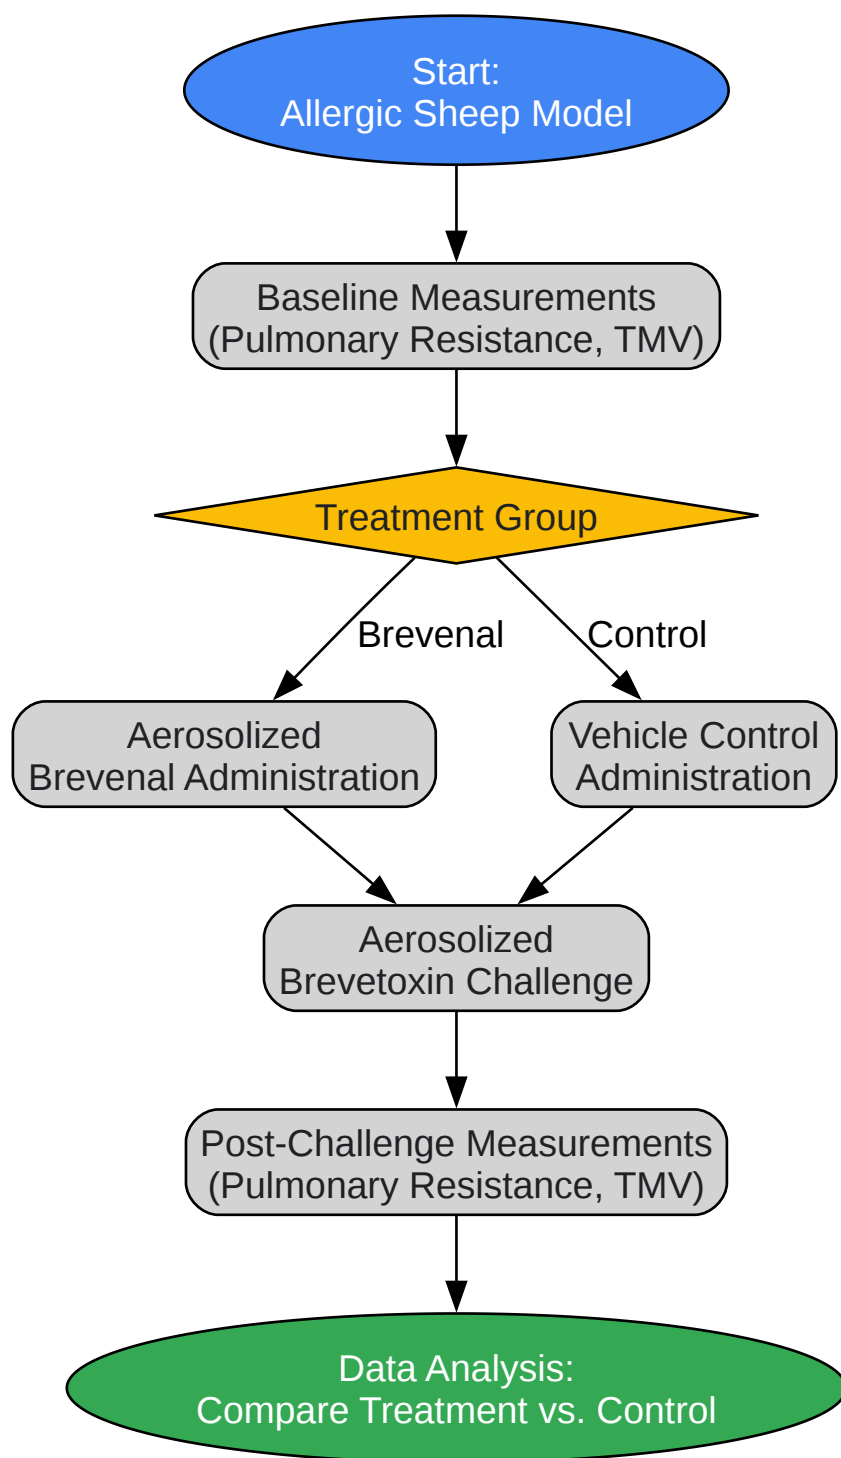 Start:
Allergic Sheep Model
Baseline Measurements
(Pulmonary Resistance, TMV)
Treatment Group
Brevenal
Control
Aerosolized
Brevenal Administration
Vehicle Control
Administration
Aerosolized
Brevetoxin Challenge
Post-Challenge Measurements
(Pulmonary Resistance, TMV)
Data Analysis:
Compare Treatment vs. Control